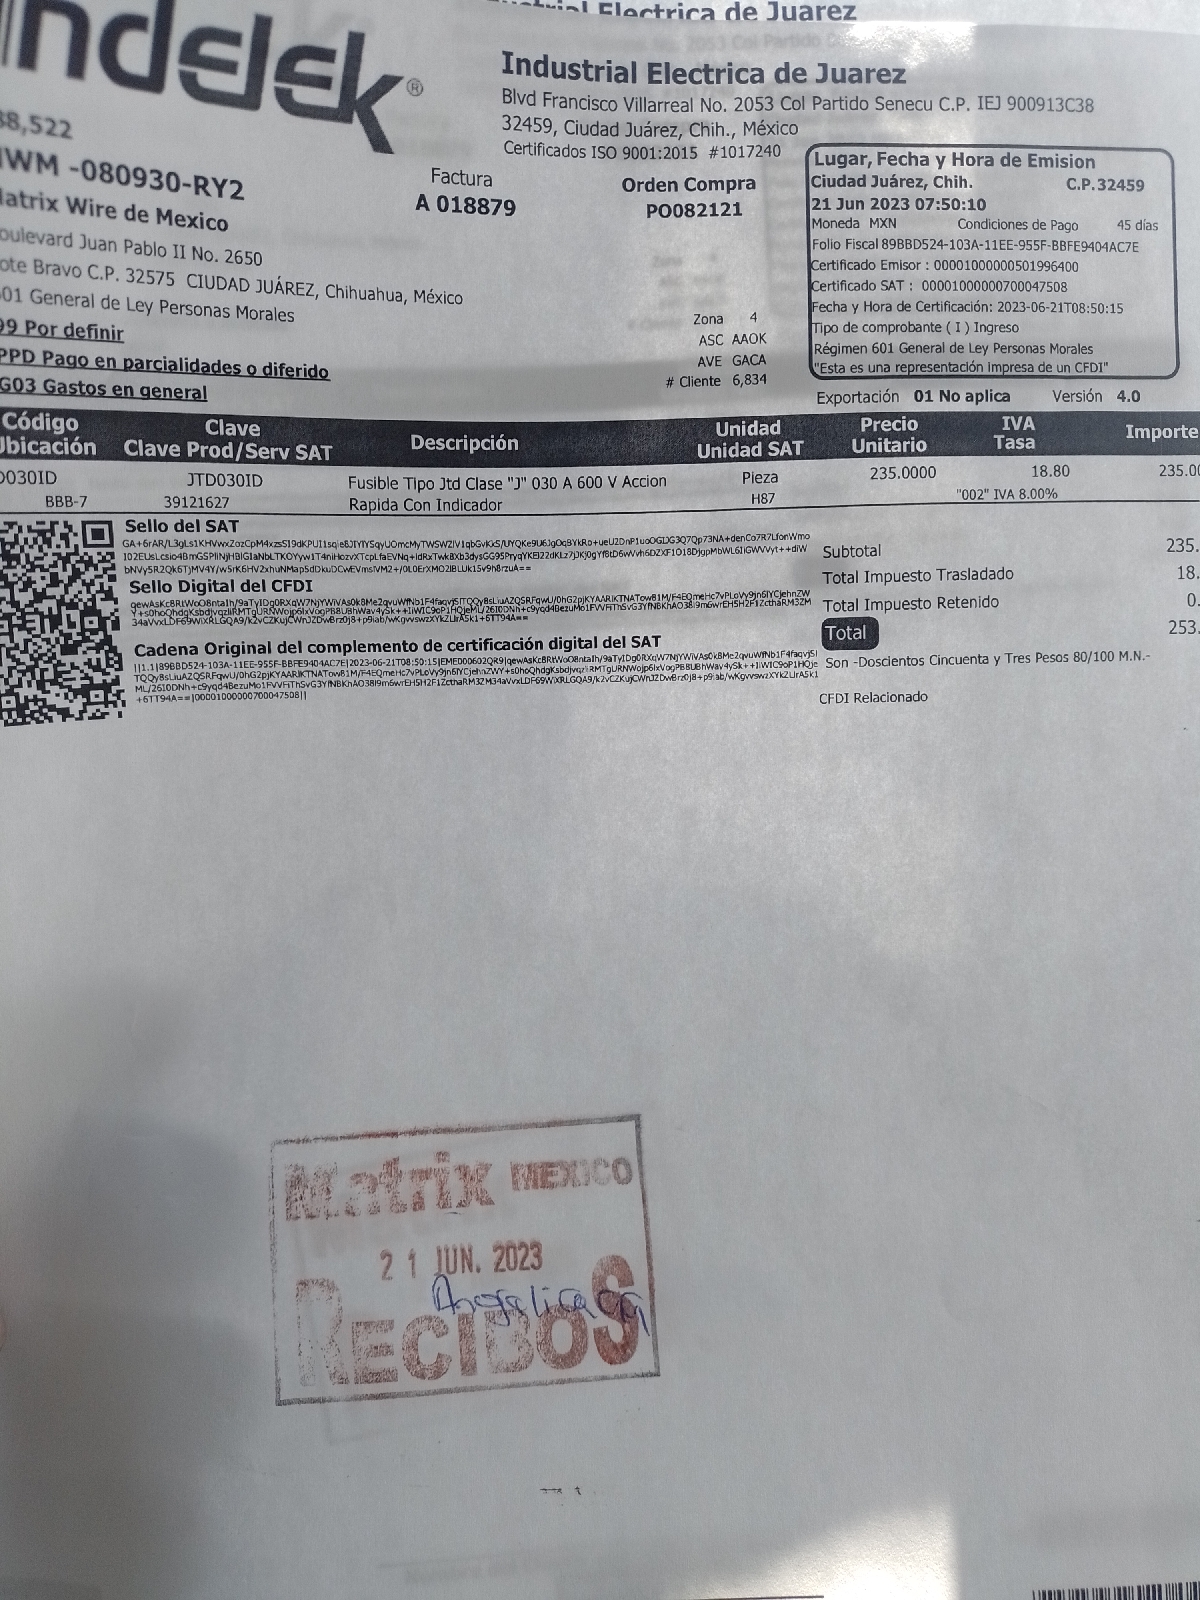 Electrica de Juarez
Indelek®
Industrial Electrica de Juarez
Blvd Francisco Villarreal No. 2053 Col Partido Senecu C.P. IEJ 900913C38
32459, Ciudad Juárez, Chih., México
Certificados ISO 9001:2015 #1017240
8,522
WM -080930-RY2
Matrix Wire de Mexico
oulevard Juan Pablo II No. 2650
ote Bravo C.P. 32575 CIUDAD JUÁREZ, Chihuahua, México
601 General de Ley Personas Morales
99 Por definir
PPD Pago en parcialidades o diferido
G03 Gastos en general
Factura
A 018879
Orden Compra
PO082121
Zona 4
ASC AAOK
AVE GACA
# Cliente 6,834
Lugar, Fecha y Hora de Emision
Ciudad Juárez, Chih. C.P.32459
21 Jun 2023 07:50:10
Moneda MXN Condiciones de Pago 45 días
Folio Fiscal 89BBD524-103A-11EE-955F-BBFE9404AC7E
Certificado Emisor : 00001000000501996400
Certificado SAT : 00001000000700047508
Fecha y Hora de Certificación: 2023-06-21T08:50:15
Tipo de comprobante ( I ) Ingreso
Régimen 601 General de Ley Personas Morales
"Esta es una representación impresa de un CFDI"
Exportación 01 No aplica Versión 4.0
Código Clave Descripción Unidad Precio IVA Importe
Ubicación Clave Prod/Serv SAT Unidad SAT Unitario Tasa
D030ID JTD030ID Fusible Tipo Jtd Clase "J" 030 A 600 V Accion Pieza 235.0000 18.80 235.00
BBB-7 39121627 Rapida Con Indicador H87 "002" IVA 8.00%
Sello del SAT
Sello Digital del CFDI
Cadena Original del complemento de certificación digital del SAT
+6TT94A==|00001000000700047508||
Subtotal 235.
Total Impuesto Trasladado 18.
Total Impuesto Retenido 0.
Total 253.
Son -Doscientos Cincuenta y Tres Pesos 80/100 M.N.-
CFDI Relacionado
Matrix MEXICO
21 JUN. 2023
Angelica
RECIBOS